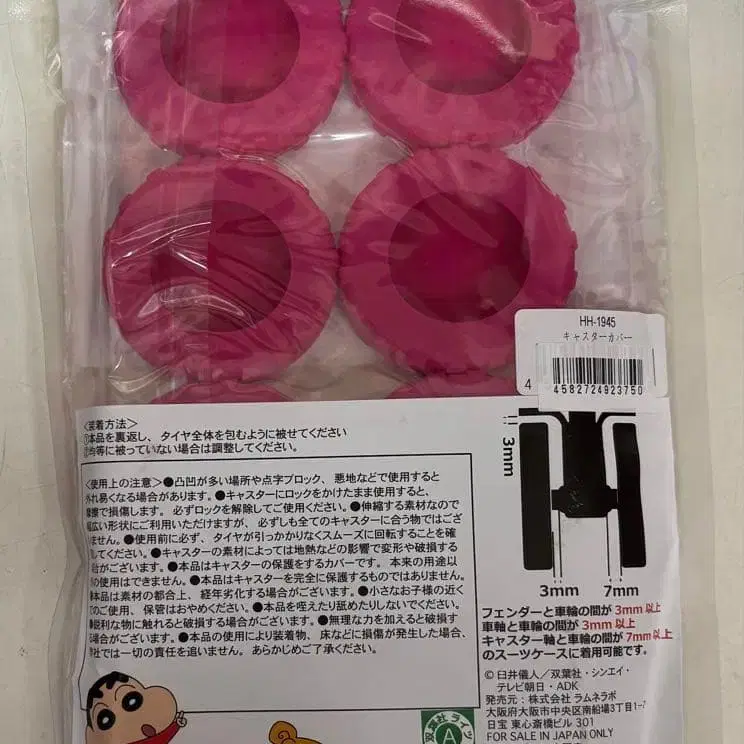 HH-1945
キャスターカバー
4
4582724923750
<装着方法>
①本品を裏返し、タイヤ全体を包むように被せてください
②均等に被っていない場合は調整してください。
<使用上の注意>●凸凹が多い場所や点字ブロック、悪地などで使用すると
外れ易くなる場合があります。●キャスターにロックをかけたまま使用すると、
摩擦で損傷します。必ずロックを解除してご使用ください。●伸縮する素材なので
幅広い形状にご利用いただけますが、必ずしも全てのキャスターに合う物ではござ
いません。●使用前に必ず、タイヤが引っかかりなくスムーズに回転することを確
してください。●キャスターの素材によっては地熱などの影響で変形や破損する
合がございます。●本品はキャスターの保護をするカバーです。本来の用途以
の使用はできません。●本品はキャスターを完全に保護するものではありません。
●本品は素材の都合上、経年劣化する場合がございます。●小さなお子様の近く
でのご使用、保管はおやめください。●本品を咥えたり舐めたりしないでください。
●鋭利な物に触れると破損する場合がございます。●無理な力を加えると破損す
る場合がございます。●本品の使用により装着物、床などに損傷が発生した場合、
社では一切の責任を追いません。あらかじめご了承ください。
3mm
3mm
7mm
フェンダーと車輪の間が 3mm 以上
車軸と車輪の間が 3mm 以上
キャスター軸と車輪の間が 7mm 以上
のスーツケースに着用可能です。
© 臼井儀人／双葉社・シンエイ・
テレビ朝日・ADK
発売元：株式会社 ラムネラボ
大阪府大阪市中央区南船場3丁目1-
日宝 東心斎橋ビル 301
FOR SALE IN JAPAN ONLY
双葉社 ライツ
A